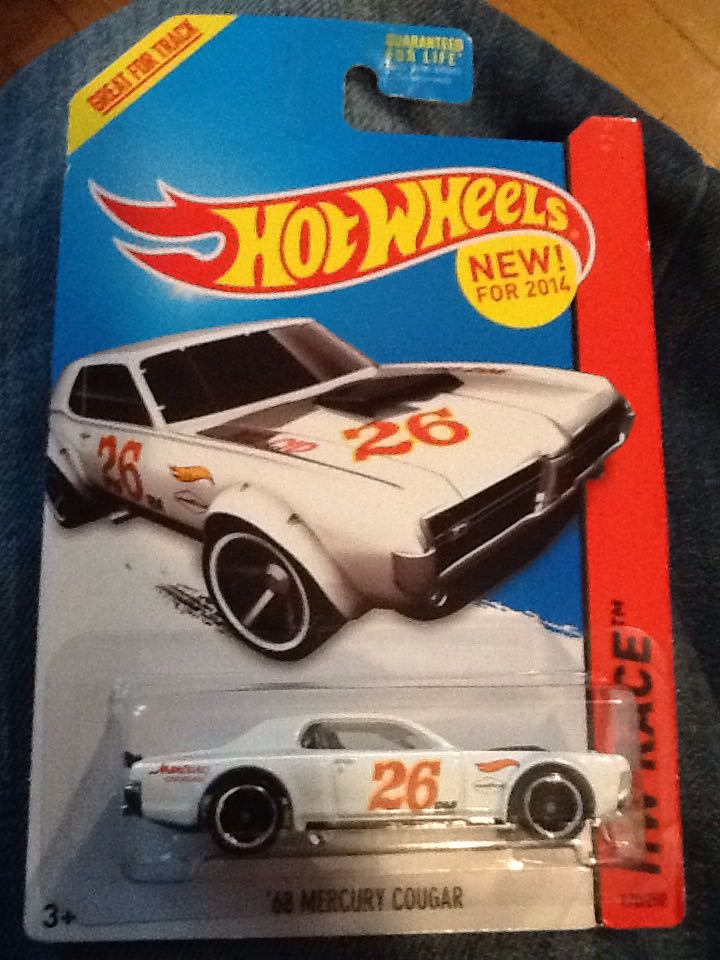 GREAT FOR TRACK
GUARANTEED
FOR LIFE
HOT WHEELS
NEW!
FOR 2014
26
26
HW RACE™
26
'68 MERCURY COUGAR
3+